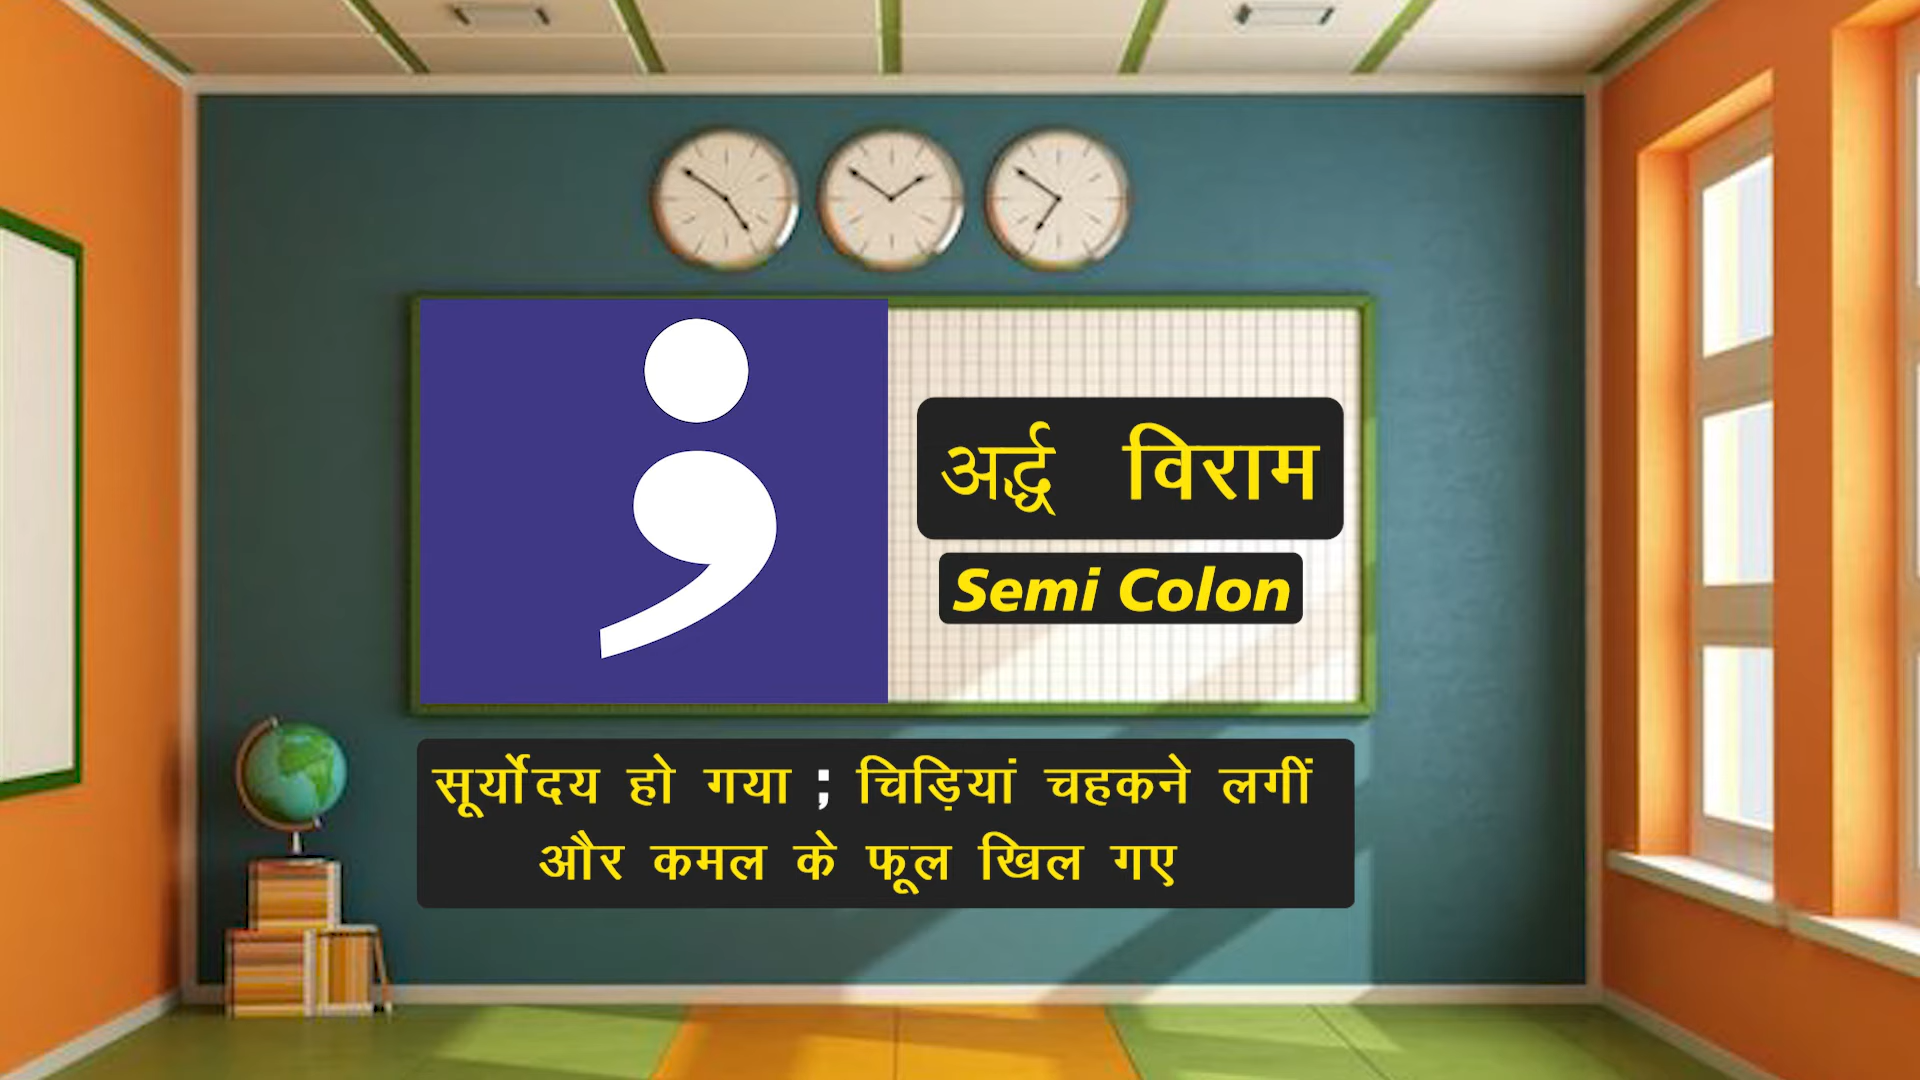 ;
अर्द्ध विराम
Semi Colon
सूर्योदय हो गया ; चिड़ियां चहकने लगीं
और कमल के फूल खिल गए